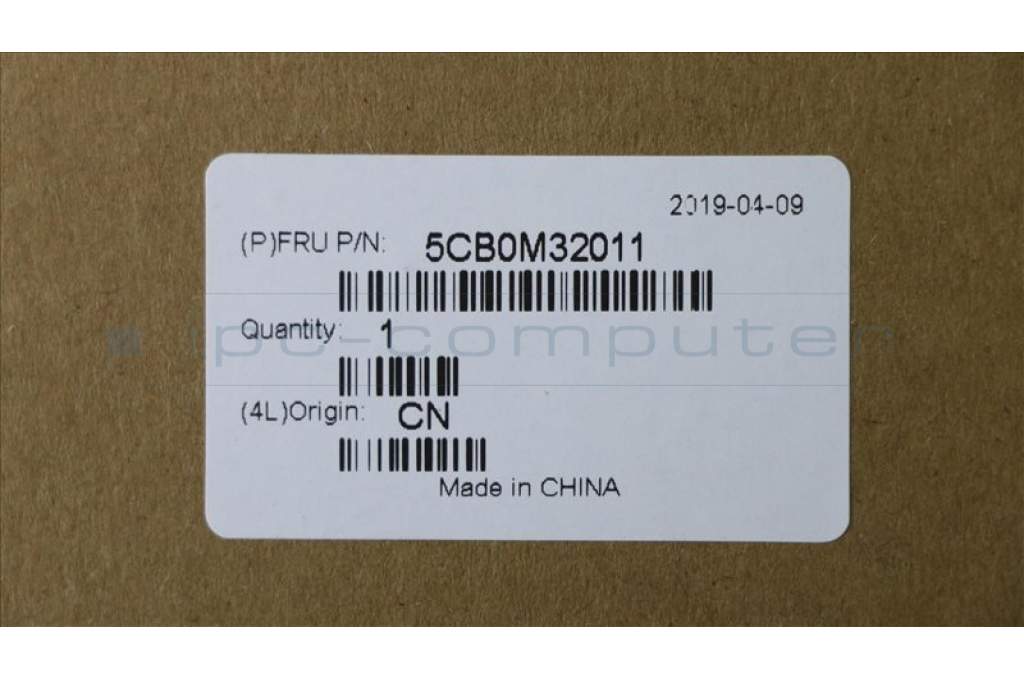 2019-04-09
(P)FRU P/N: 5CB0M32011
Quantity: 1
ipc-computer
(4L)Origin: CN
Made in CHINA